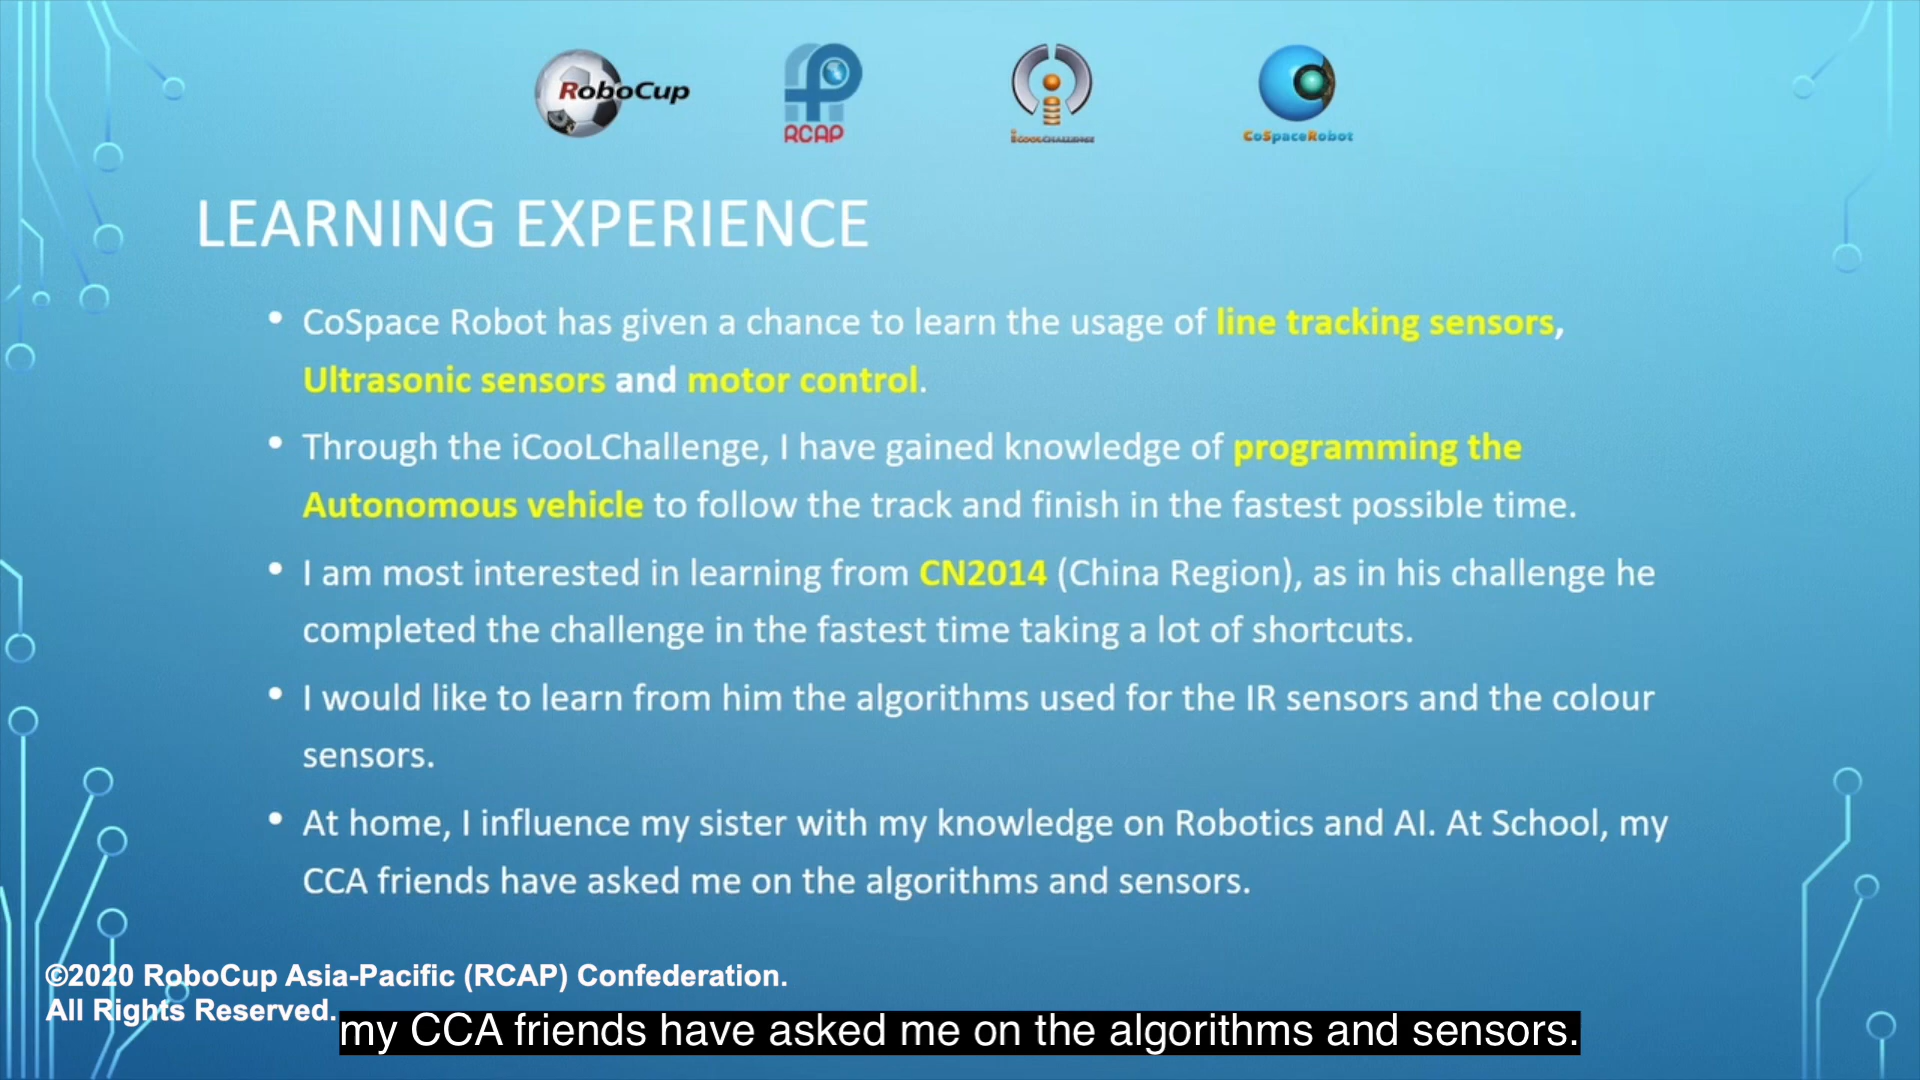 RoboCup
RCAP
iCOOLCHALLENGE
CoSpaceRobot
LEARNING EXPERIENCE
• CoSpace Robot has given a chance to learn the usage of line tracking sensors,
Ultrasonic sensors and motor control.
• Through the iCooLChallenge, I have gained knowledge of programming the
Autonomous vehicle to follow the track and finish in the fastest possible time.
• I am most interested in learning from CN2014 (China Region), as in his challenge he
completed the challenge in the fastest time taking a lot of shortcuts.
• I would like to learn from him the algorithms used for the IR sensors and the colour
sensors.
• At home, I influence my sister with my knowledge on Robotics and AI. At School, my
CCA friends have asked me on the algorithms and sensors.
©2020 RoboCup Asia-Pacific (RCAP) Confederation.
All Rights Reserved.
my CCA friends have asked me on the algorithms and sensors.